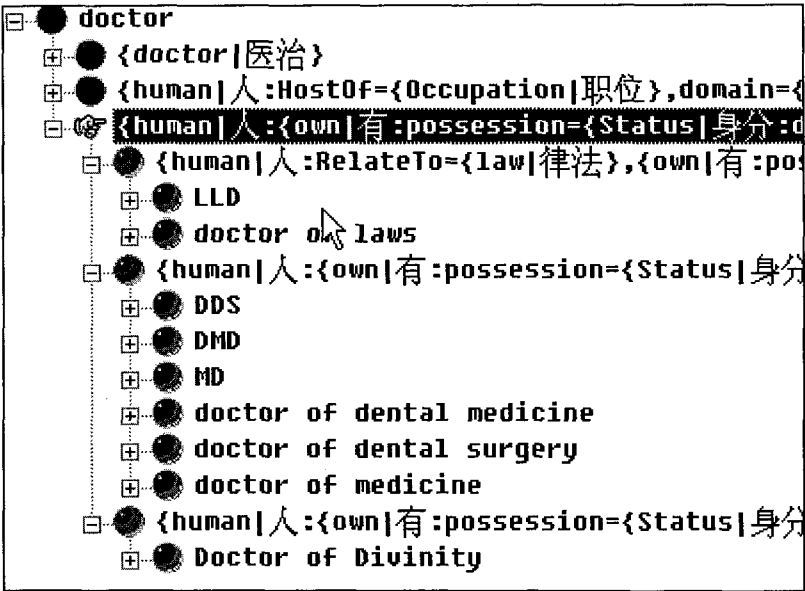 doctor
{doctor|医治}
{human|人:HostOf={Occupation|职位},domain={
{human|人:{own|有:possession={Status|身分:d
{human|人:RelateTo={law|律法},{own|有:pos
LLD
doctor of laws
{human|人:{own|有:possession={Status|身分
DDS
DMD
MD
doctor of dental medicine
doctor of dental surgery
doctor of medicine
{human|人:{own|有:possession={Status|身分
Doctor of Divinity